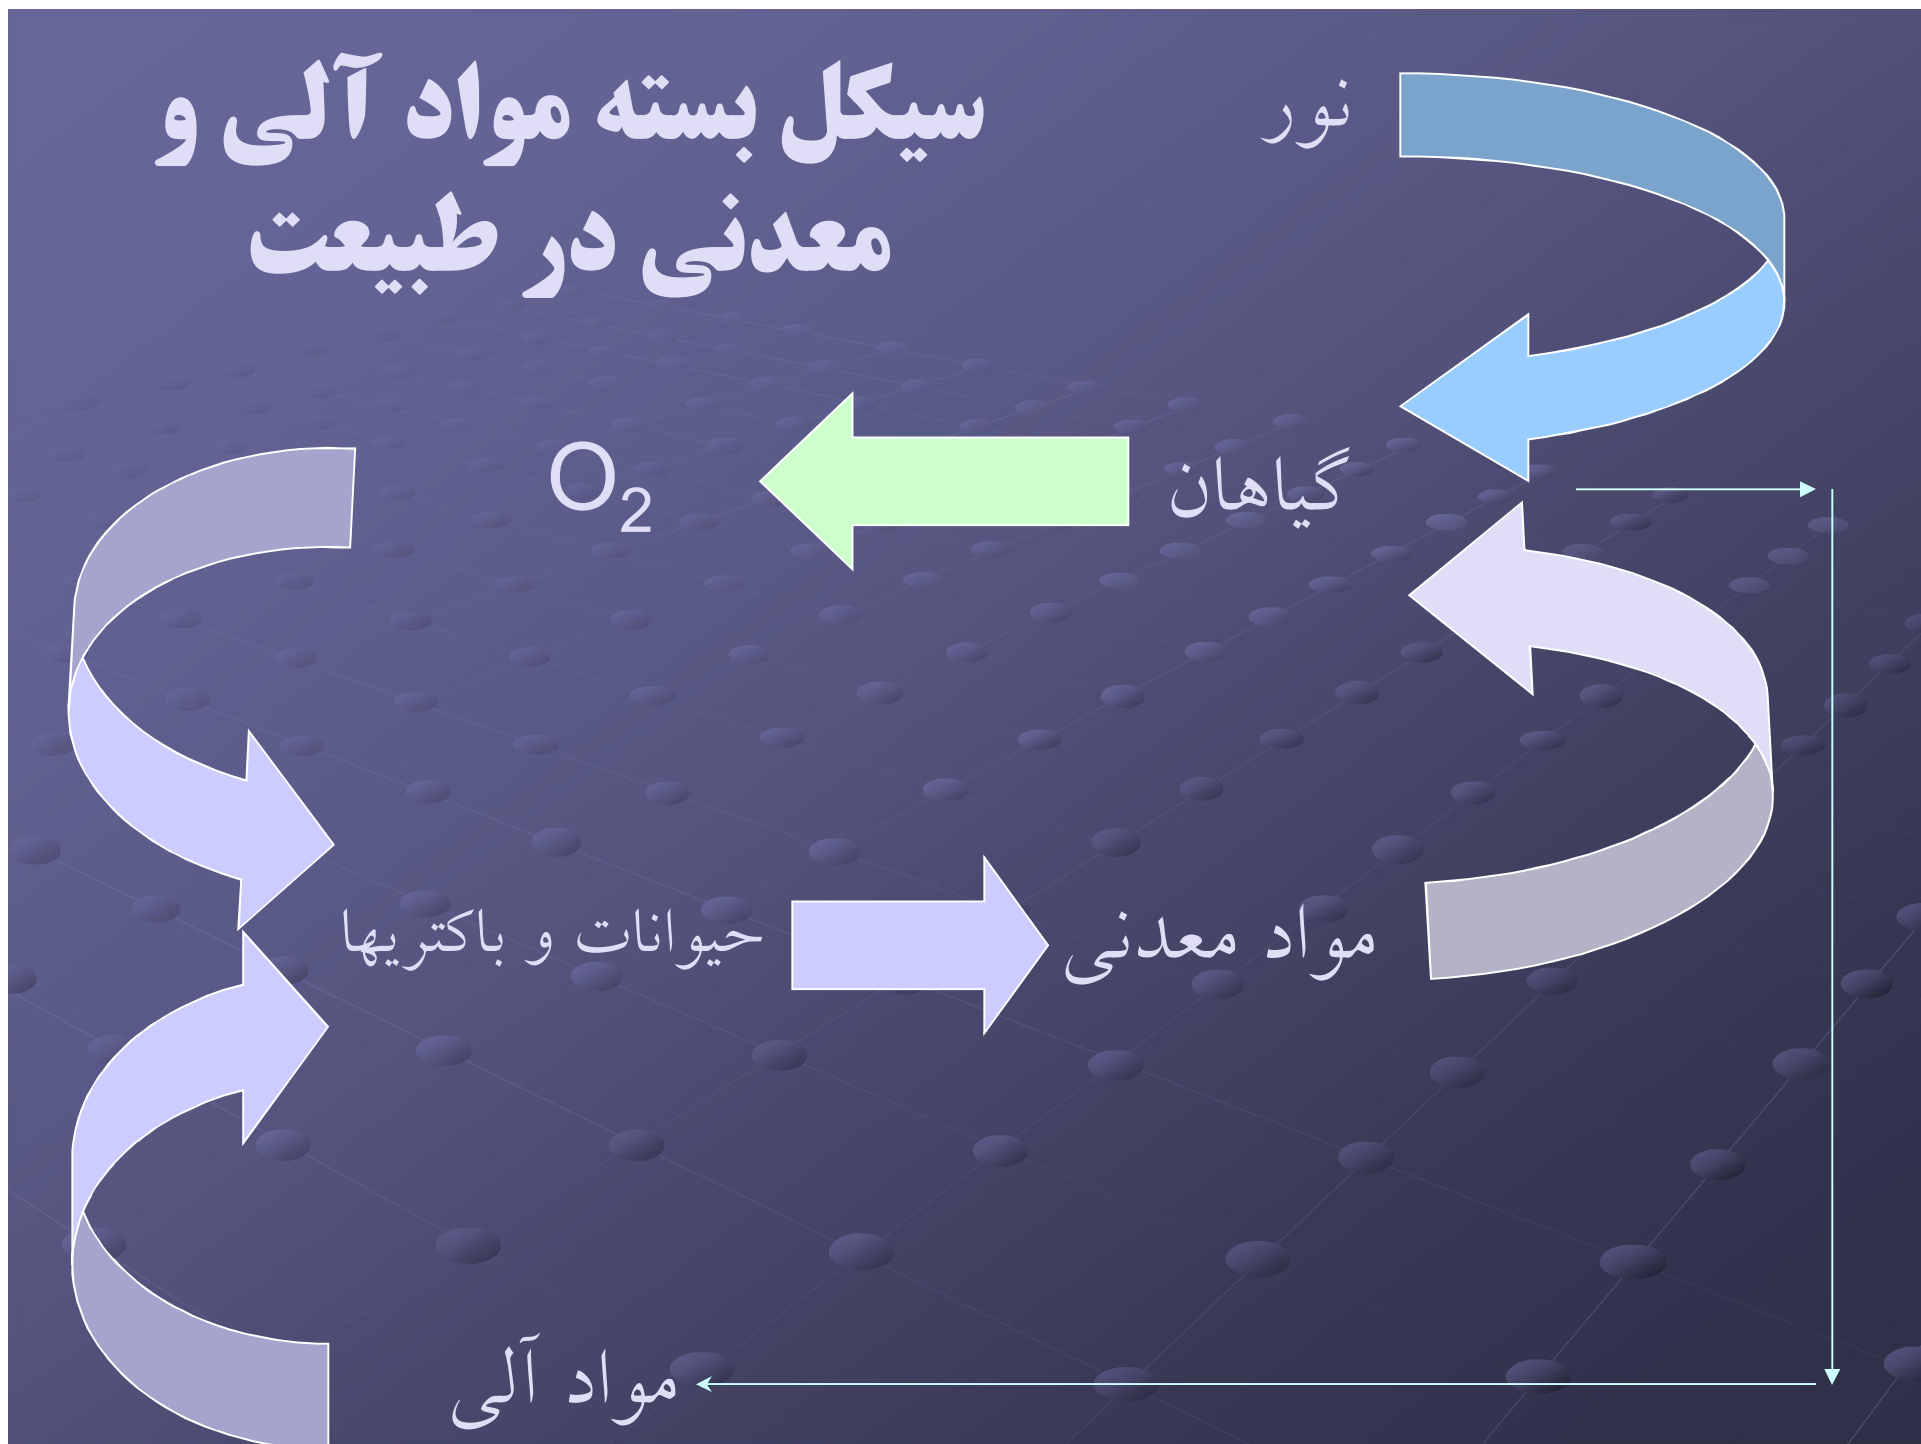 سیکل بسته مواد آلی و
معدنی در طبیعت
نور
گیاهان
O₂
حیوانات و باکتریها
مواد معدنی
مواد آلی